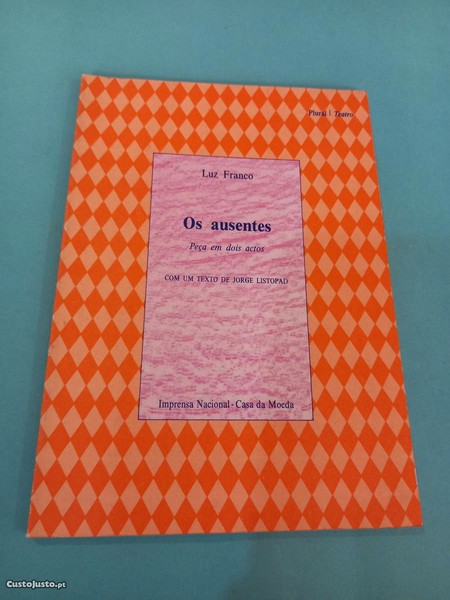 Plural | Teatro
Luz Franco
Os ausentes
Peça em dois actos
COM UM TEXTO DE JORGE LISTOPAD
Imprensa Nacional - Casa da Moeda
CustoJusto.pt